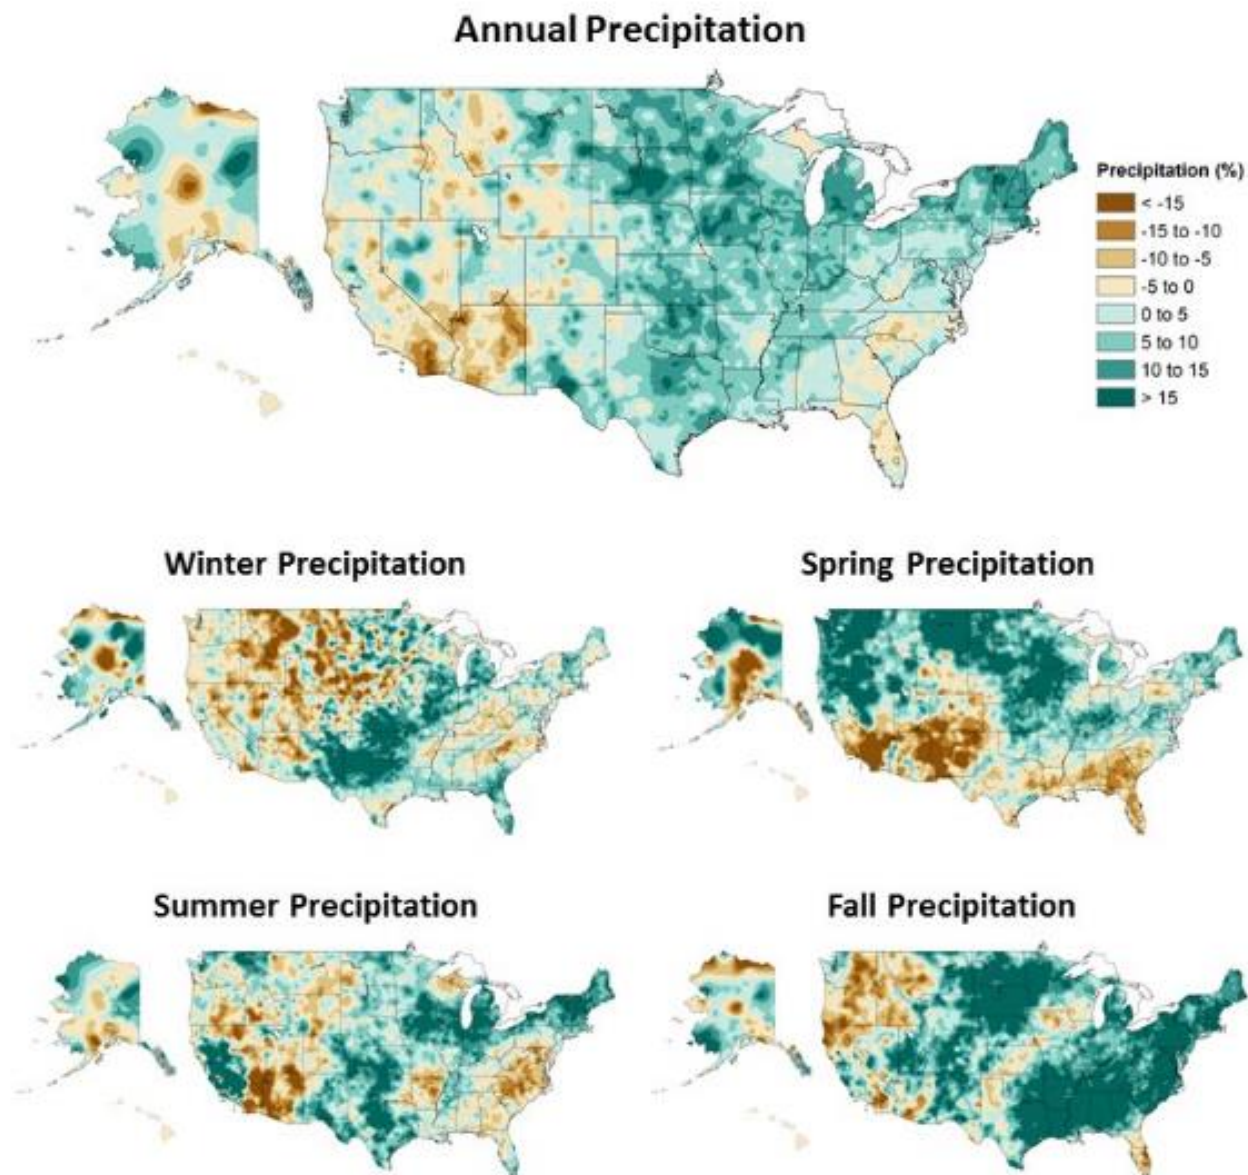 Annual Precipitation
Precipitation (%)
< -15
-15 to -10
-10 to -5
-5 to 0
0 to 5
5 to 10
10 to 15
> 15
Winter Precipitation
Spring Precipitation
Summer Precipitation
Fall Precipitation